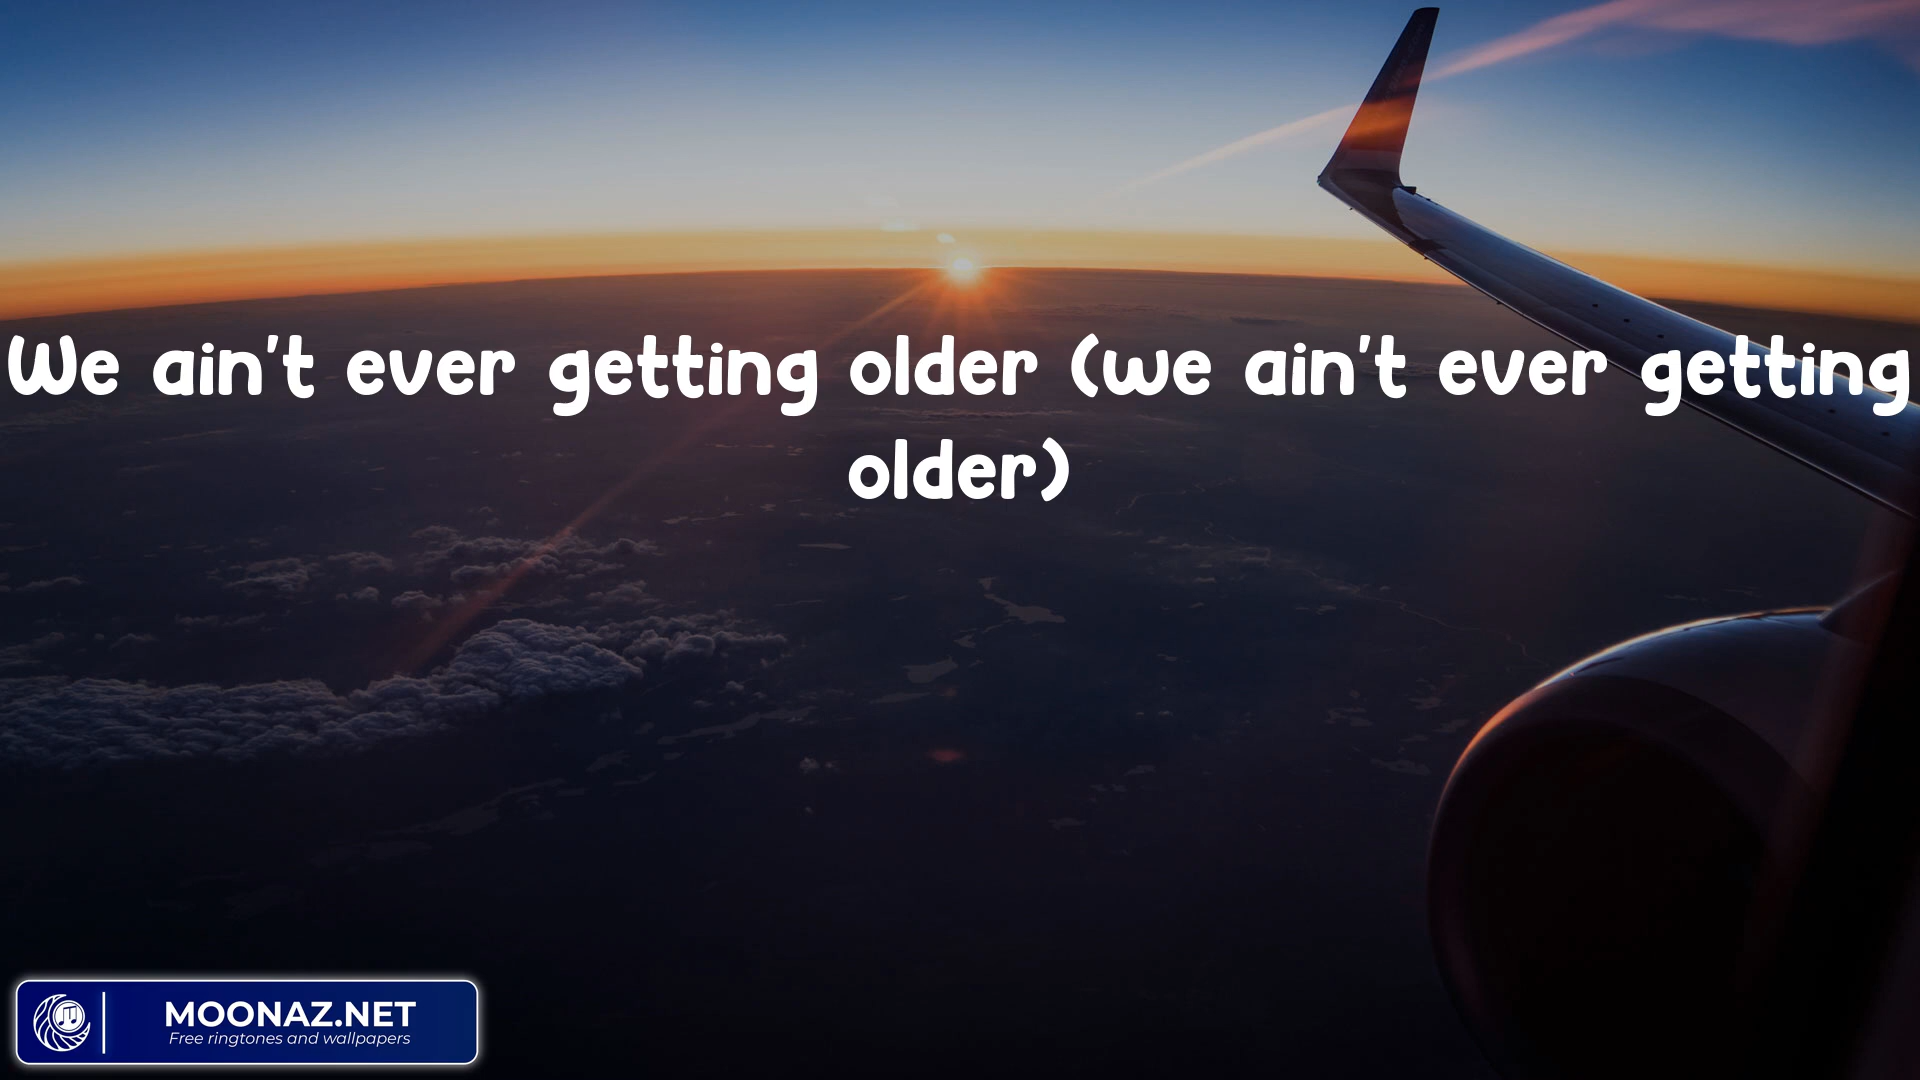 We ain't ever getting older (we ain't ever getting
older)
MOONAZ.NET
Free ringtones and wallpapers